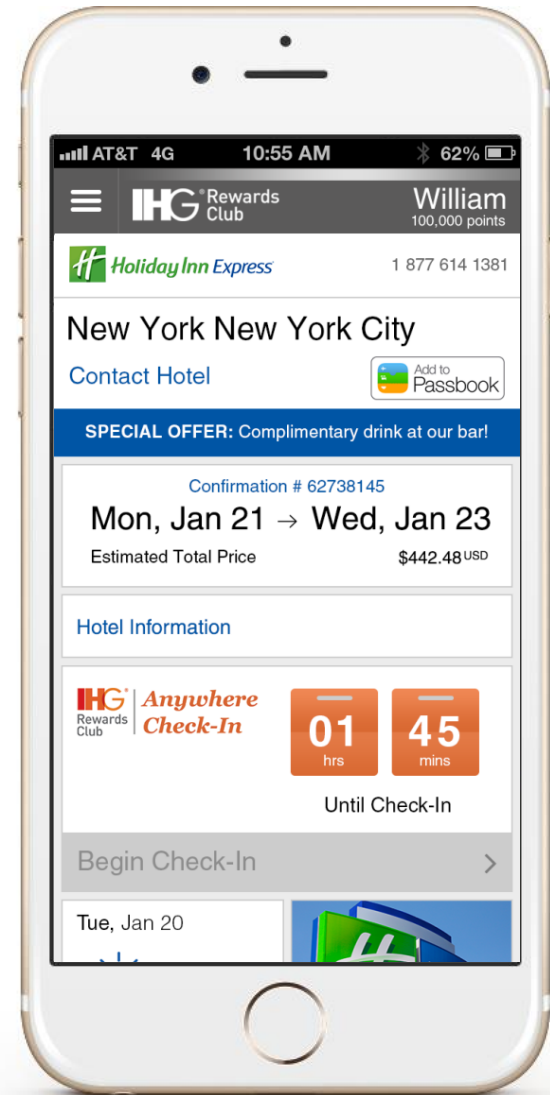 AT&T 4G 10:55 AM 62%
IHG® Rewards Club William
100,000 points
Holiday Inn Express 1 877 614 1381
New York New York City
Contact Hotel Add to Passbook
SPECIAL OFFER: Complimentary drink at our bar!
Confirmation # 62738145
Mon, Jan 21 → Wed, Jan 23
Estimated Total Price $442.48 USD
Hotel Information
IHG® Rewards Club Anywhere Check-In
01 hrs 45 mins
Until Check-In
Begin Check-In
Tue, Jan 20